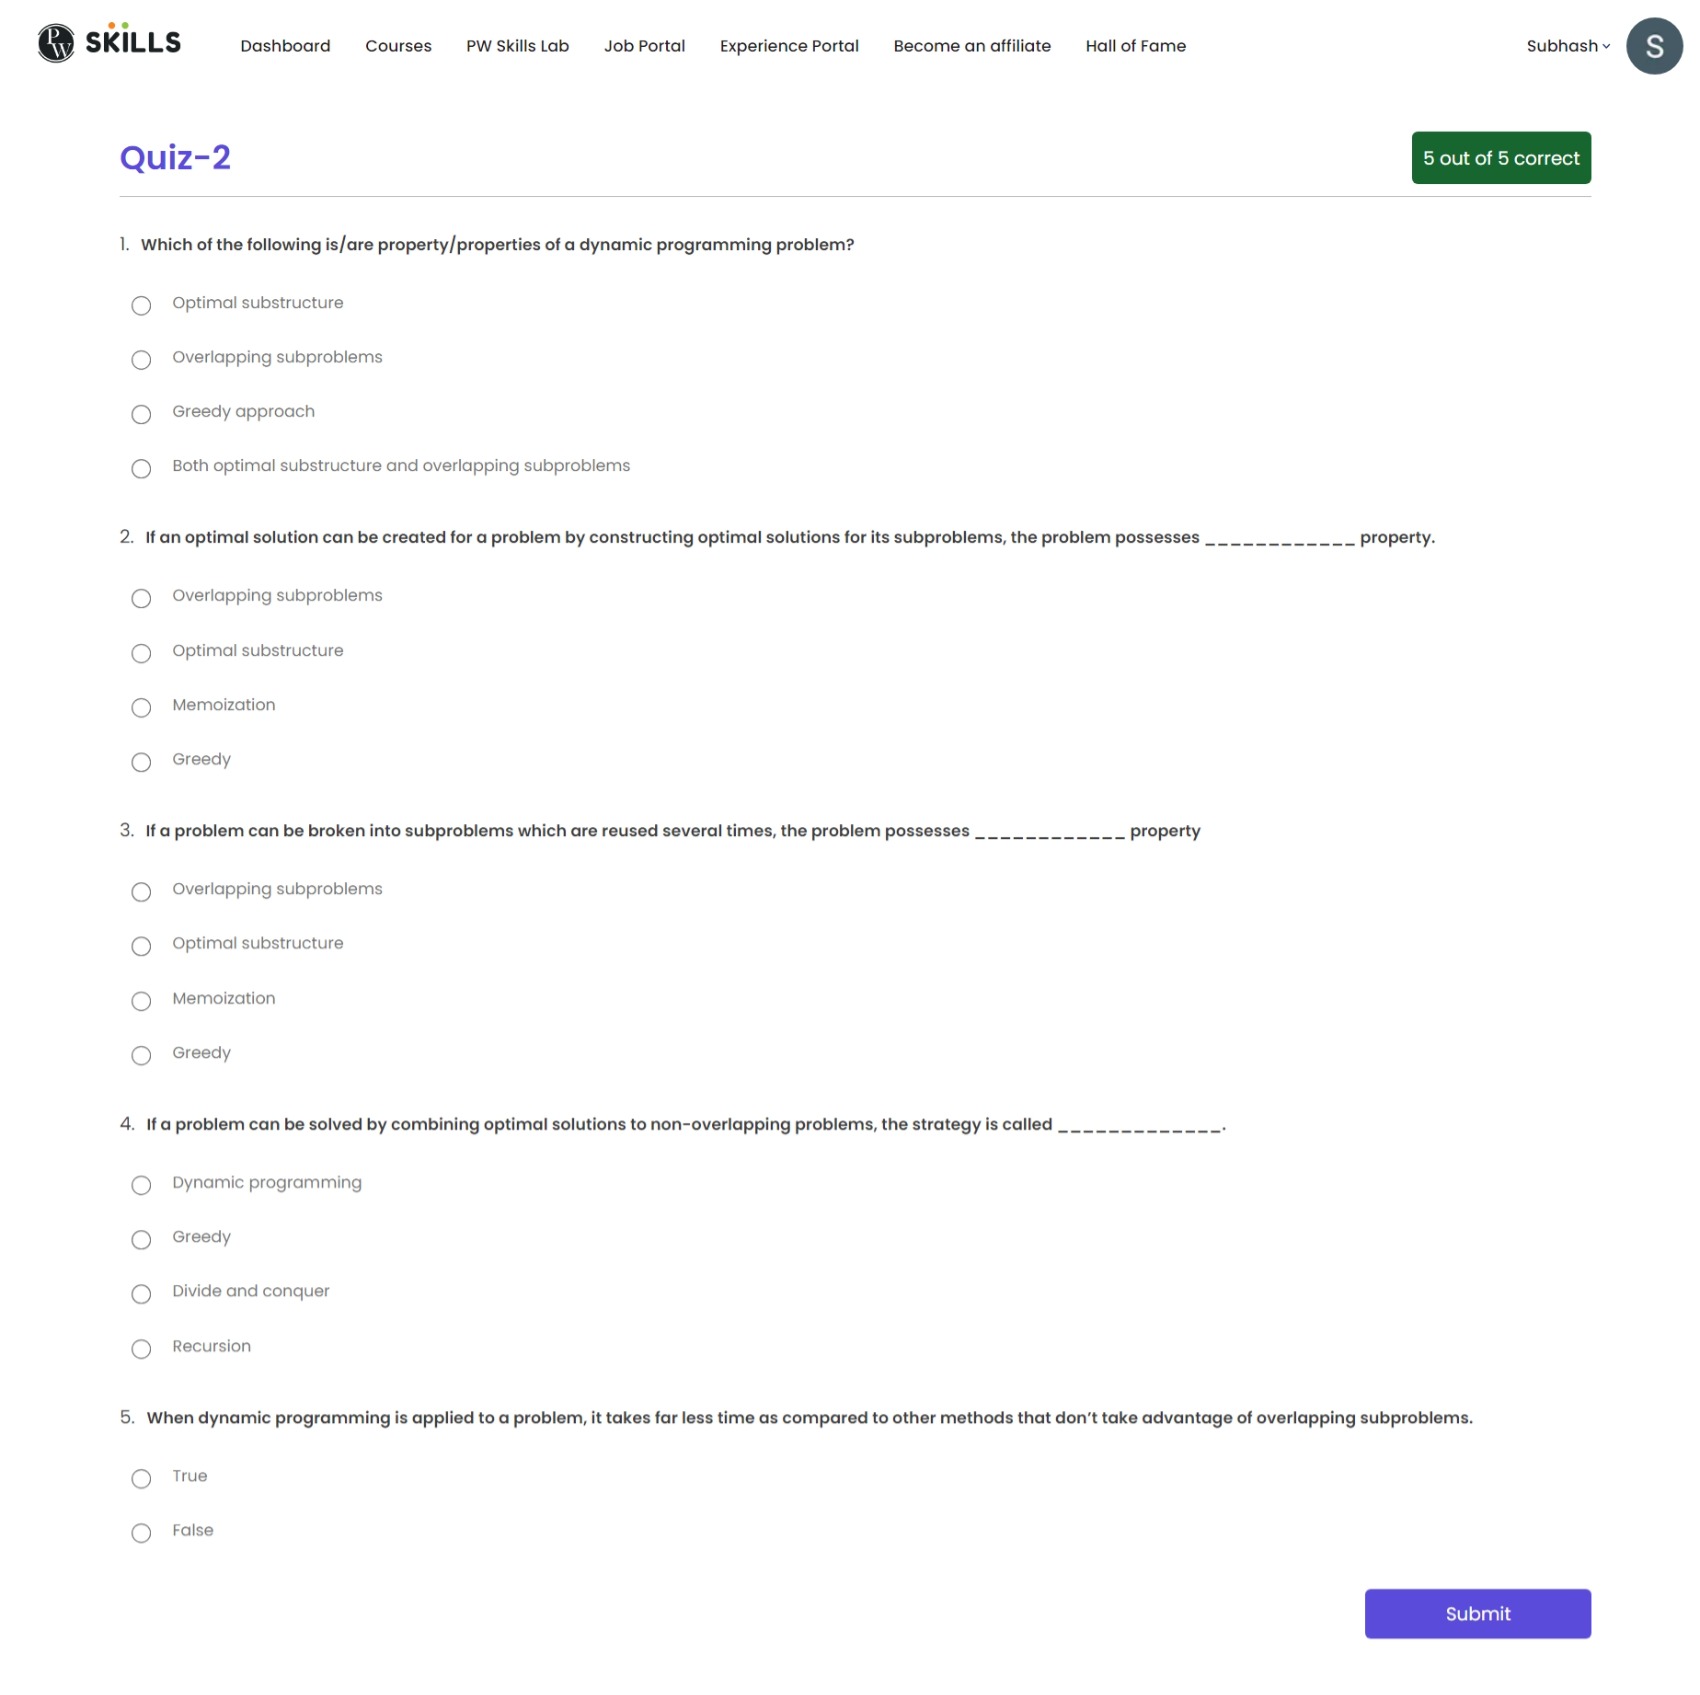 PW SKILLS
Dashboard Courses PW Skills Lab Job Portal Experience Portal Become an affiliate Hall of Fame Subhash S
Quiz-2
5 out of 5 correct
1. Which of the following is/are property/properties of a dynamic programming problem?
Optimal substructure
Overlapping subproblems
Greedy approach
Both optimal substructure and overlapping subproblems
2. If an optimal solution can be created for a problem by constructing optimal solutions for its subproblems, the problem possesses ____________ property.
Overlapping subproblems
Optimal substructure
Memoization
Greedy
3. If a problem can be broken into subproblems which are reused several times, the problem possesses ____________ property
Overlapping subproblems
Optimal substructure
Memoization
Greedy
4. If a problem can be solved by combining optimal solutions to non-overlapping problems, the strategy is called _____________.
Dynamic programming
Greedy
Divide and conquer
Recursion
5. When dynamic programming is applied to a problem, it takes far less time as compared to other methods that don’t take advantage of overlapping subproblems.
True
False
Submit